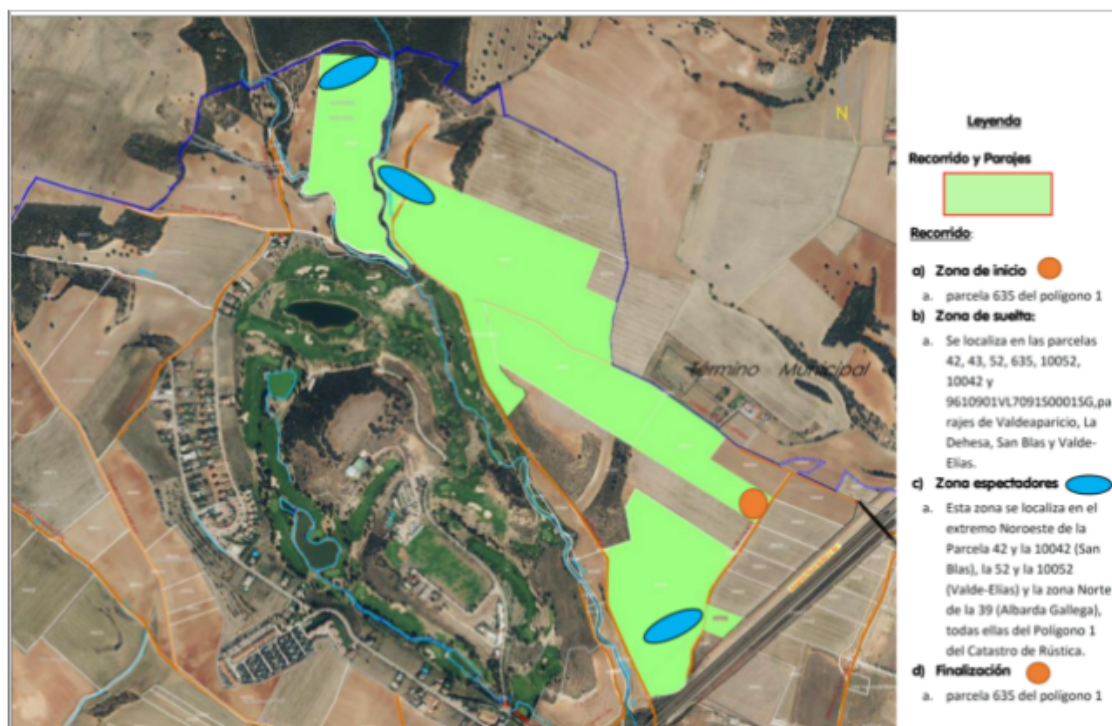 N
Término Municipal
Leyenda
Recorrido y Parajes
Recorrido:
a) Zona de inicio
a. parcela 635 del polígono 1
b) Zona de suelta:
a. Se localiza en las parcelas
42, 43, 52, 635, 10052,
10042 y
9610901VL7091S0001SG,pa
rajes de Valdeaparicio, La
Dehesa, San Blas y Valde-
Elías.
c) Zona espectadores
a. Esta zona se localiza en el
extremo Noroeste de la
Parcela 42 y la 10042 (San
Blas), la 52 y la 10052
(Valde-Elías) y la zona Norte
de la 39 (Albarda Gallega),
todas ellas del Polígono 1
del Catastro de Rústica.
d) Finalización
a. parcela 635 del polígono 1